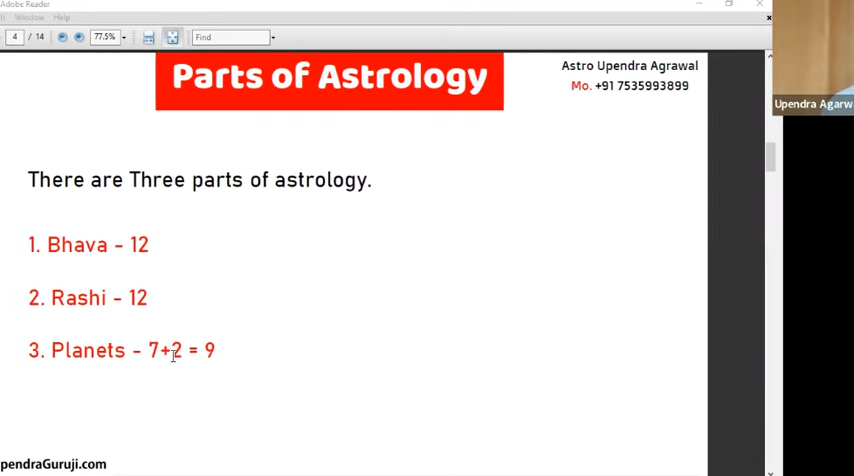 Adobe Reader
Window Help
4 / 14 77.5% Find
Parts of Astrology
Astro Upendra Agrawal
Mo. +91 7535993899
Upendra Agarw
There are Three parts of astrology.
1. Bhava - 12
2. Rashi - 12
3. Planets - 7+2 = 9
pendraGuruji.com